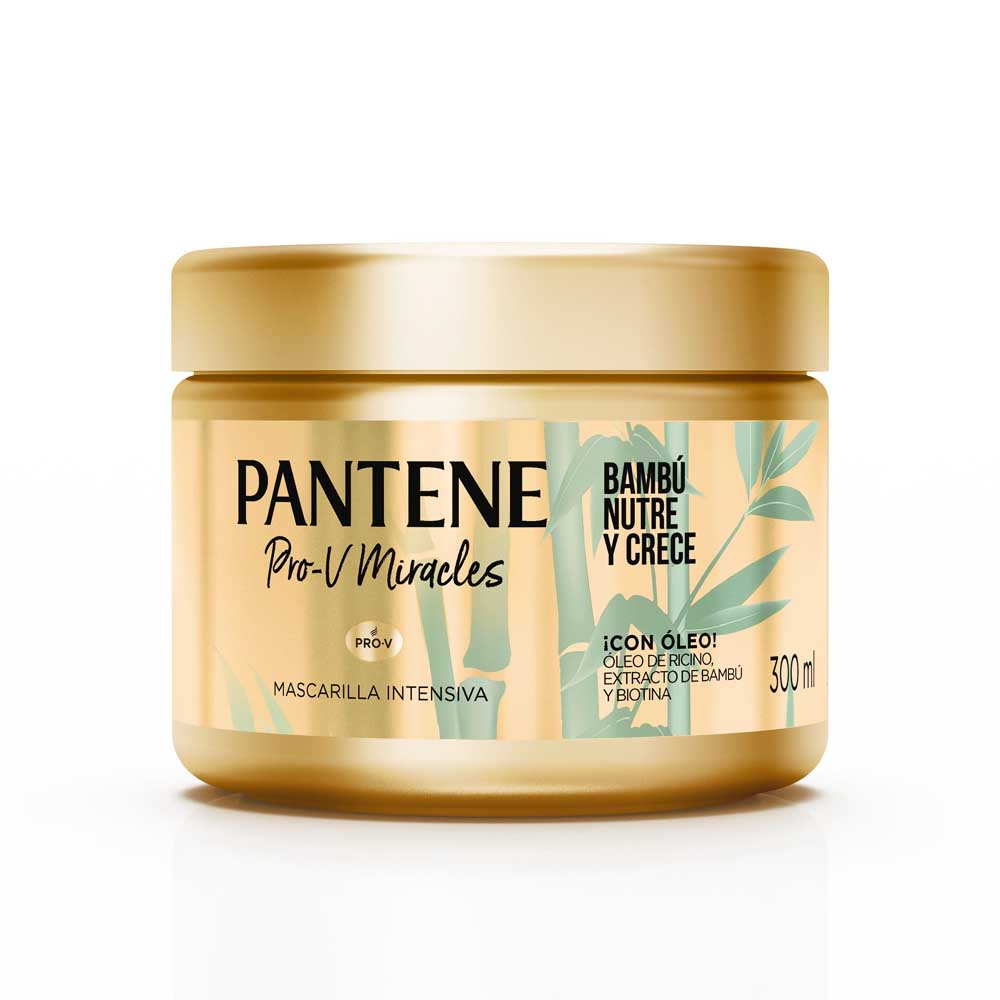 PANTENE
Pro-V Miracles
PRO-V
MASCARILLA INTENSIVA
BAMBÚ
NUTRE
Y CRECE
¡CON ÓLEO!
ÓLEO DE RICINO,
EXTRACTO DE BAMBÚ
Y BIOTINA
300 ml